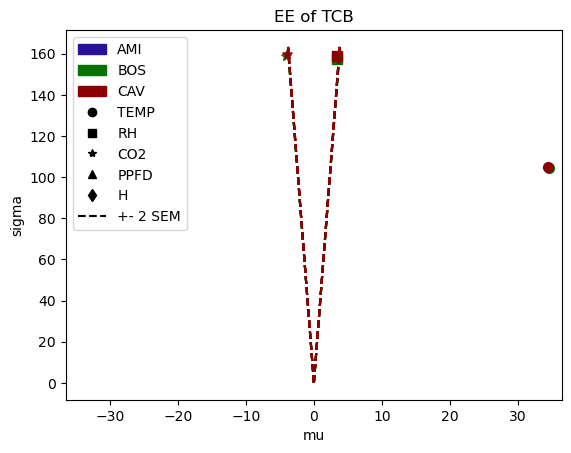 EE of TCB
AMI
BOS
CAV
TEMP
RH
CO2
PPFD
H
+- 2 SEM
sigma
160
140
120
100
80
60
40
20
0
−30
−20
−10
0
10
20
30
mu